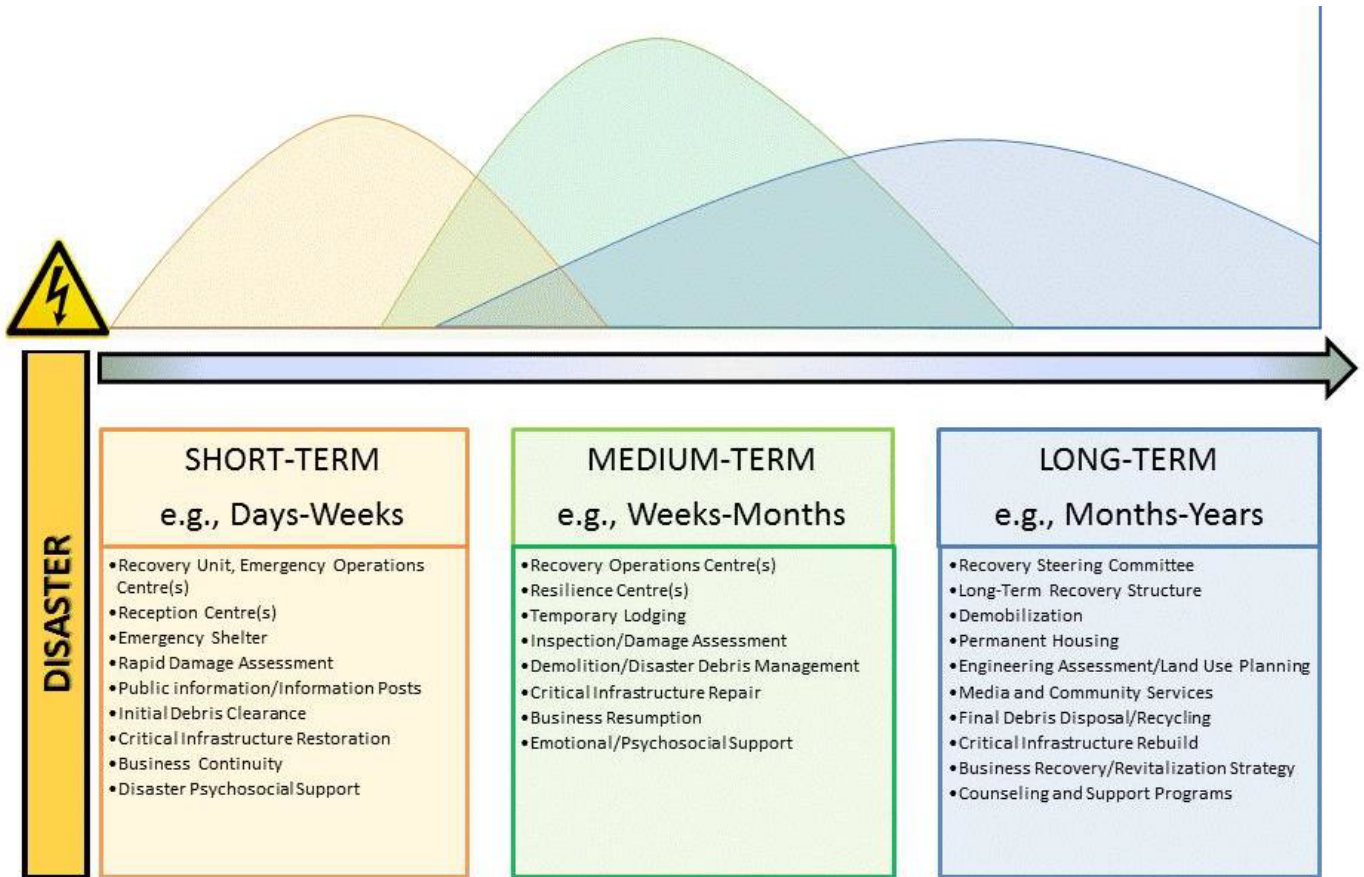 DISASTER
SHORT-TERM
e.g., Days-Weeks
•Recovery Unit, Emergency Operations
Centre(s)
•Reception Centre(s)
•Emergency Shelter
•Rapid Damage Assessment
•Public information/Information Posts
•Initial Debris Clearance
•Critical Infrastructure Restoration
•Business Continuity
•Disaster Psychosocial Support
MEDIUM-TERM
e.g., Weeks-Months
•Recovery Operations Centre(s)
•Resilience Centre(s)
•Temporary Lodging
•Inspection/Damage Assessment
•Demolition/Disaster Debris Management
•Critical Infrastructure Repair
•Business Resumption
•Emotional/Psychosocial Support
LONG-TERM
e.g., Months-Years
•Recovery Steering Committee
•Long-Term Recovery Structure
•Demobilization
•Permanent Housing
•Engineering Assessment/Land Use Planning
•Media and Community Services
•Final Debris Disposal/Recycling
•Critical Infrastructure Rebuild
•Business Recovery/Revitalization Strategy
•Counseling and Support Programs